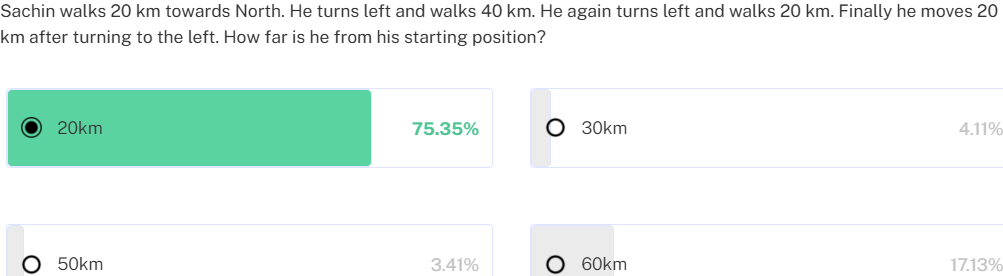 Sachin walks 20 km towards North. He turns left and walks 40 km. He again turns left and walks 20 km. Finally he moves 20
km after turning to the left. How far is he from his starting position?
20km 75.35% 30km 4.11%
50km 3.41% 60km 17.13%